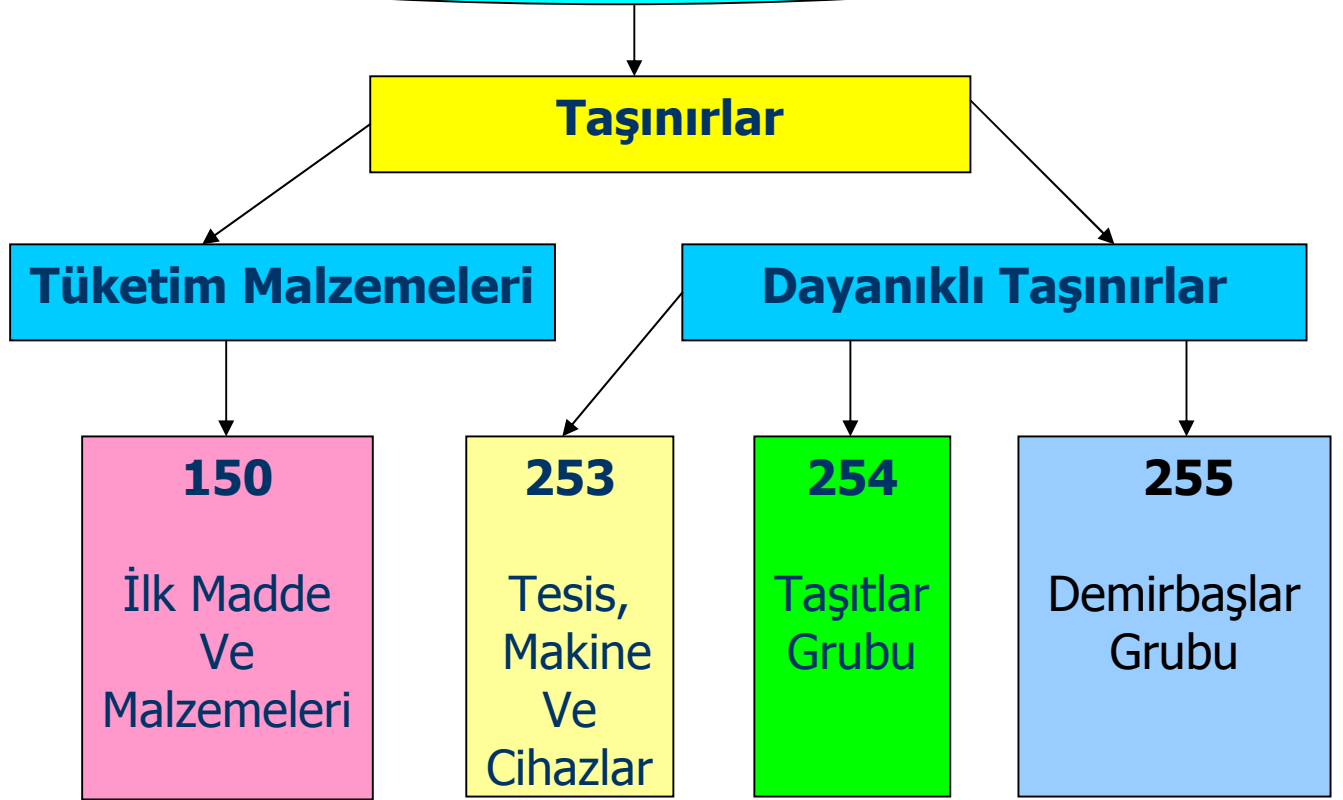 Taşınırlar
Tüketim Malzemeleri
Dayanıklı Taşınırlar
150
İlk Madde
Ve
Malzemeleri
253
Tesis,
Makine
Ve
Cihazlar
254
Taşıtlar
Grubu
255
Demirbaşlar
Grubu